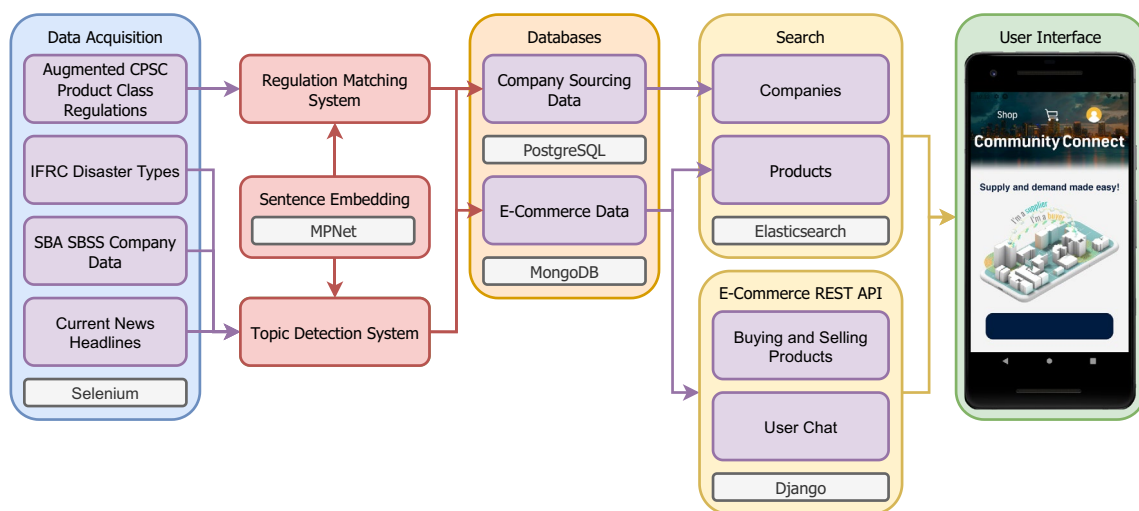 Data Acquisition
Augmented CPSC
Product Class
Regulations
IFRC Disaster Types
SBA SBSS Company
Data
Current News
Headlines
Selenium
Regulation Matching
System
Sentence Embedding
MPNet
Topic Detection System
Databases
Company Sourcing
Data
PostgreSQL
E-Commerce Data
MongoDB
Search
Companies
Products
Elasticsearch
E-Commerce REST API
Buying and Selling
Products
User Chat
Django
User Interface
Shop
Community Connect
Supply and demand made easy!
I'm a supplier
I'm a buyer